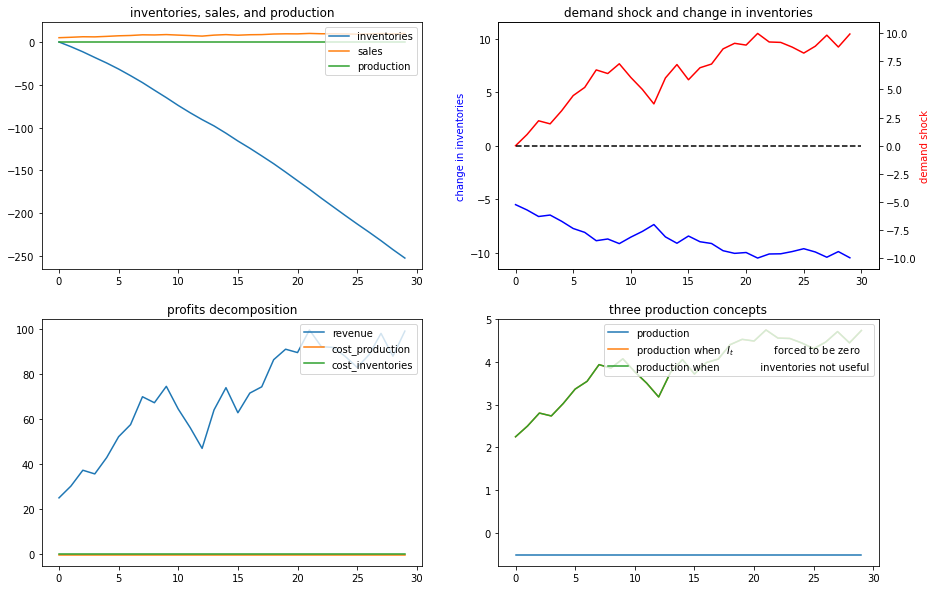 inventories, sales, and production
inventories
sales
production
0
−50
−100
−150
−200
−250
0 5 10 15 20 25 30
demand shock and change in inventories
change in inventories
10
5
0
−5
−10
10.0
7.5
5.0
2.5
0.0
−2.5
−5.0
−7.5
−10.0
demand shock
0 5 10 15 20 25 30
profits decomposition
revenue
cost_production
cost_inventories
100
80
60
40
20
0
0 5 10 15 20 25 30
three production concepts
production
production when I_t forced to be zero
production when inventories not useful
5
4
3
2
1
0
0 5 10 15 20 25 30